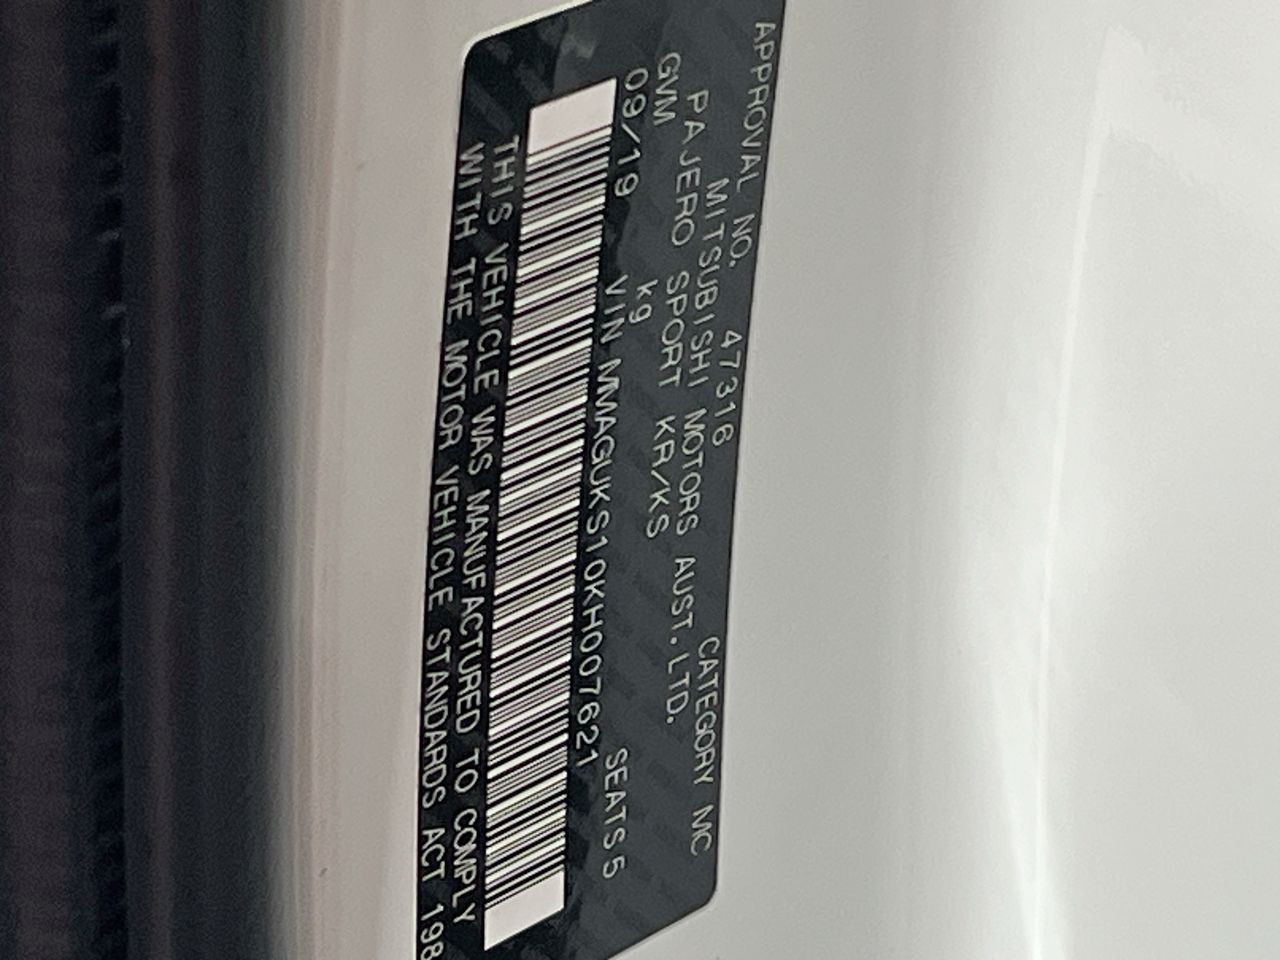 APPROVAL NO. 47316 CATEGORY MC
MITSUBISHI MOTORS AUST. LTD.
PAJERO SPORT KR/KS
GVM kg SEATS 5
09/19 VIN MMAGUKS10KH007621
THIS VEHICLE WAS MANUFACTURED TO COMPLY
WITH THE MOTOR VEHICLE STANDARDS ACT 198